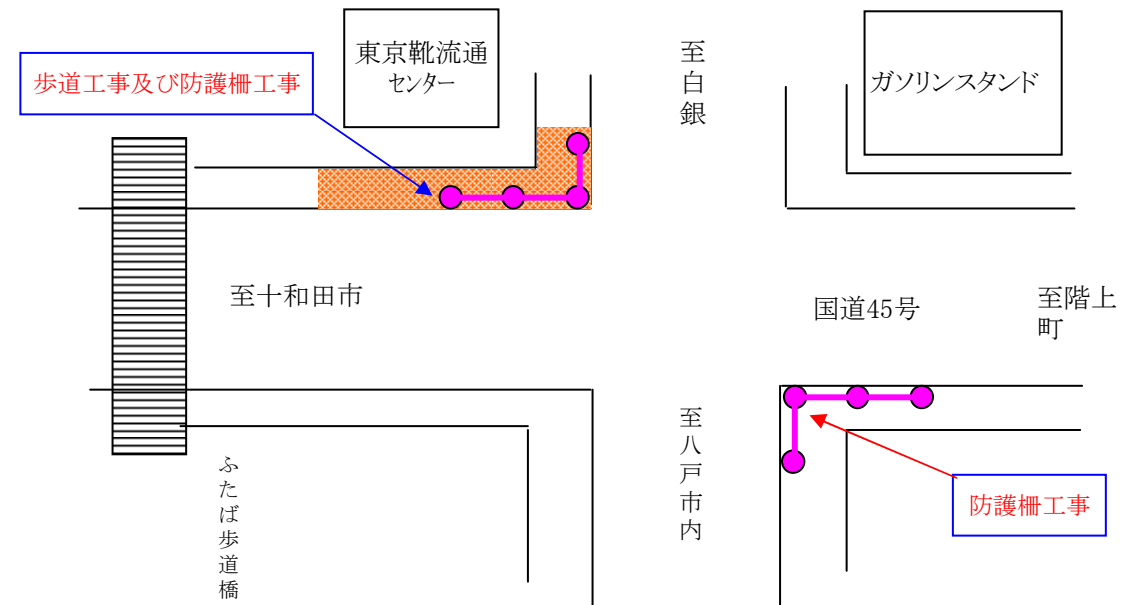 東京靴流通
センター
歩道工事及び防護柵工事
至白銀
ガソリンスタンド
至十和田市
国道45号
至階上
町
至八戸市内
ふたば歩道橋
防護柵工事